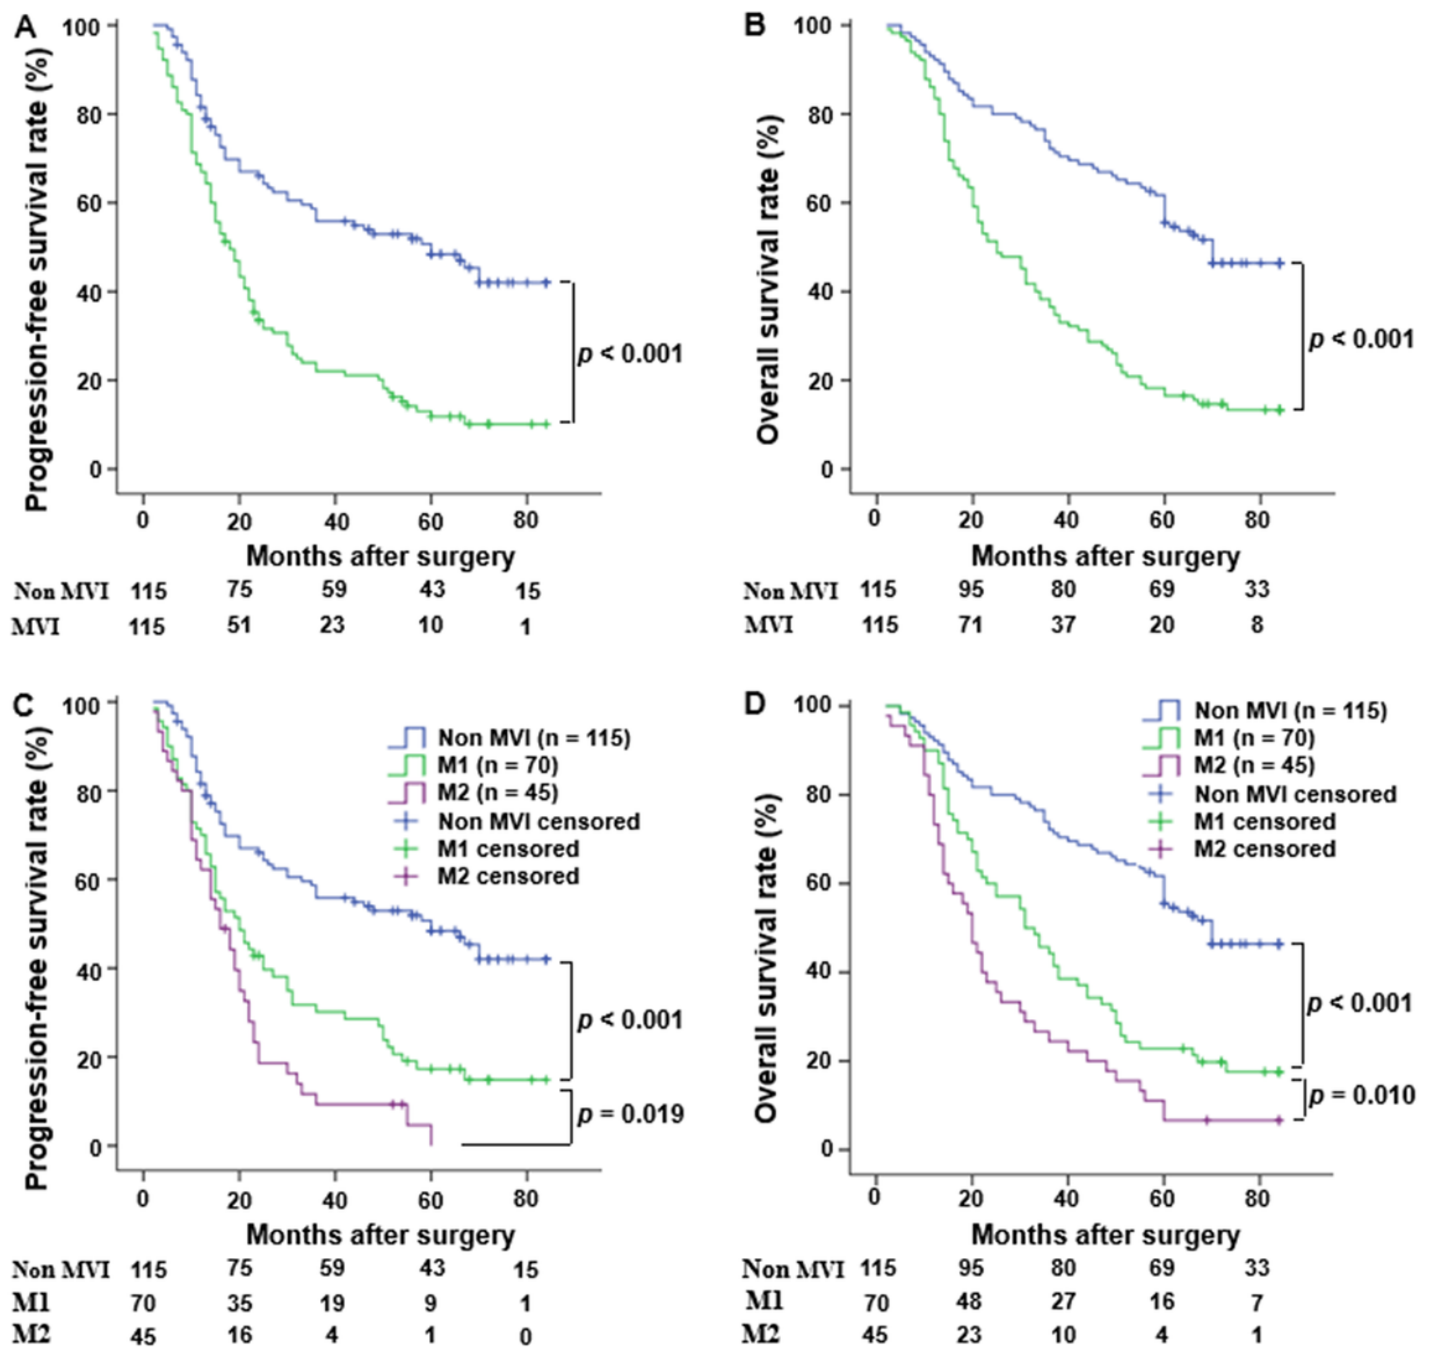 A
Progression-free survival rate (%)
100
80
60
40
20
0
p < 0.001
0 20 40 60 80
Months after surgery
Non MVI 115 75 59 43 15
MVI 115 51 23 10 1
B
Overall survival rate (%)
100
80
60
40
20
0
p < 0.001
0 20 40 60 80
Months after surgery
Non MVI 115 95 80 69 33
MVI 115 71 37 20 8
C
Progression-free survival rate (%)
100
80
60
40
20
0
Non MVI (n = 115)
M1 (n = 70)
M2 (n = 45)
Non MVI censored
M1 censored
M2 censored
p < 0.001
p = 0.019
0 20 40 60 80
Months after surgery
Non MVI 115 75 59 43 15
M1 70 35 19 9 1
M2 45 16 4 1 0
D
Overall survival rate (%)
100
80
60
40
20
0
Non MVI (n = 115)
M1 (n = 70)
M2 (n = 45)
Non MVI censored
M1 censored
M2 censored
p < 0.001
p = 0.010
0 20 40 60 80
Months after surgery
Non MVI 115 95 80 69 33
M1 70 48 27 16 7
M2 45 23 10 4 1